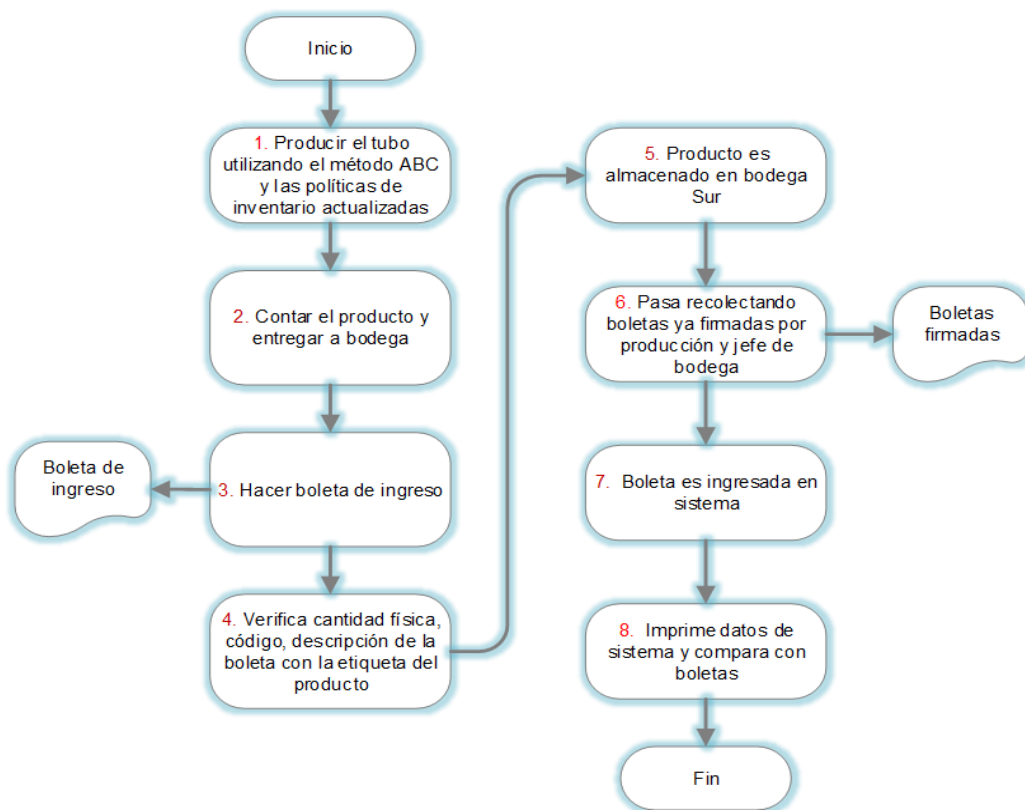 Inicio
1. Producir el tubo
utilizando el método ABC
y las políticas de
inventario actualizadas
2. Contar el producto y
entregar a bodega
Boleta de
ingreso
3. Hacer boleta de ingreso
4. Verifica cantidad física,
código, descripción de la
boleta con la etiqueta del
producto
5. Producto es
almacenado en bodega
Sur
6. Pasa recolectando
boletas ya firmadas por
producción y jefe de
bodega
Boletas
firmadas
7. Boleta es ingresada en
sistema
8. Imprime datos de
sistema y compara con
boletas
Fin